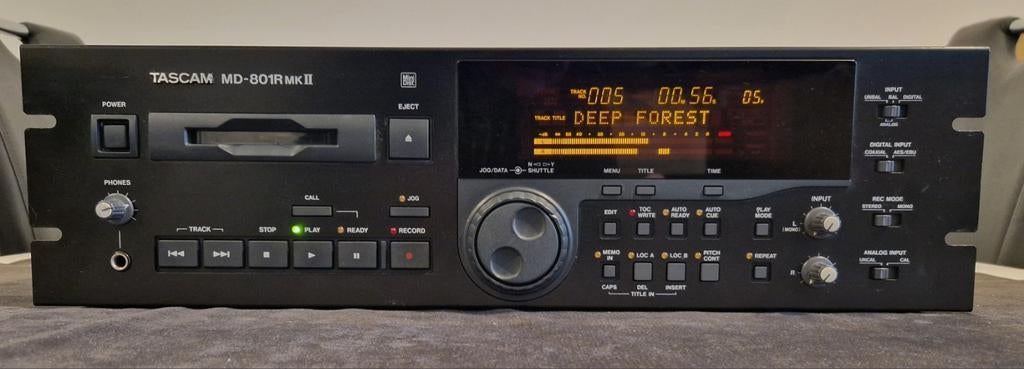 TASCAM MD-801R MKII
Mini Disc
POWER
EJECT
PHONES
CALL
JOG
TRACK
STOP
PLAY
READY
RECORD
TRACK NO. 005 00M 56S
TRACK TITLE DEEP FOREST
L
R
JOG/DATA
N Y
SHUTTLE
MENU
TITLE
TIME
EDIT
TOC WRITE
AUTO READY
AUTO CUE
PLAY MODE
MEMO IN
LOC A
LOC B
PITCH CONT
REPEAT
CAPS
DEL
INSERT
TITLE IN
INPUT
L (MONO)
R
INPUT
UNBAL BAL DIGITAL
ANALOG
DIGITAL INPUT
COAXIAL AES/EBU
REC MODE
STEREO MONO
ANALOG INPUT
UNCAL CAL